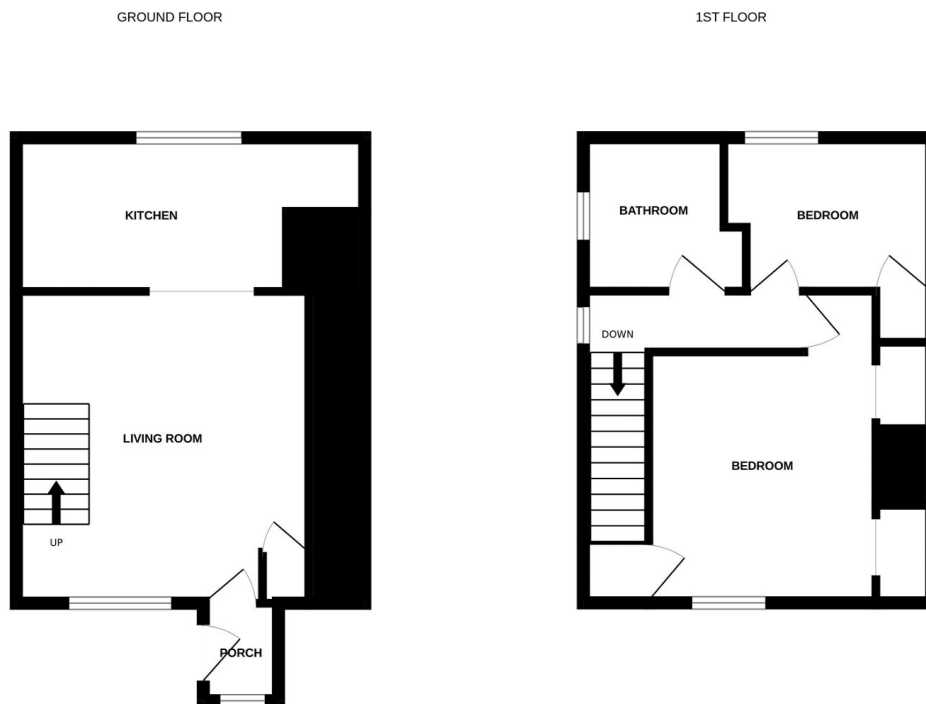 GROUND FLOOR
1ST FLOOR
KITCHEN
LIVING ROOM
UP
PORCH
BATHROOM
BEDROOM
DOWN
BEDROOM